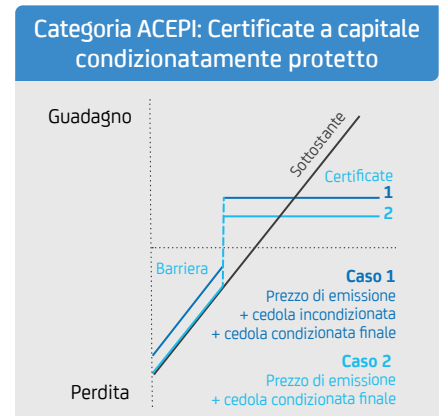 Categoria ACEPI: Certificate a capitale
condizionatamente protetto
Guadagno
Sottostante
Certificate
1
2
Barriera
Caso 1
Prezzo di emissione
+ cedola incondizionata
+ cedola condizionata finale
Caso 2
Prezzo di emissione
+ cedola condizionata finale
Perdita